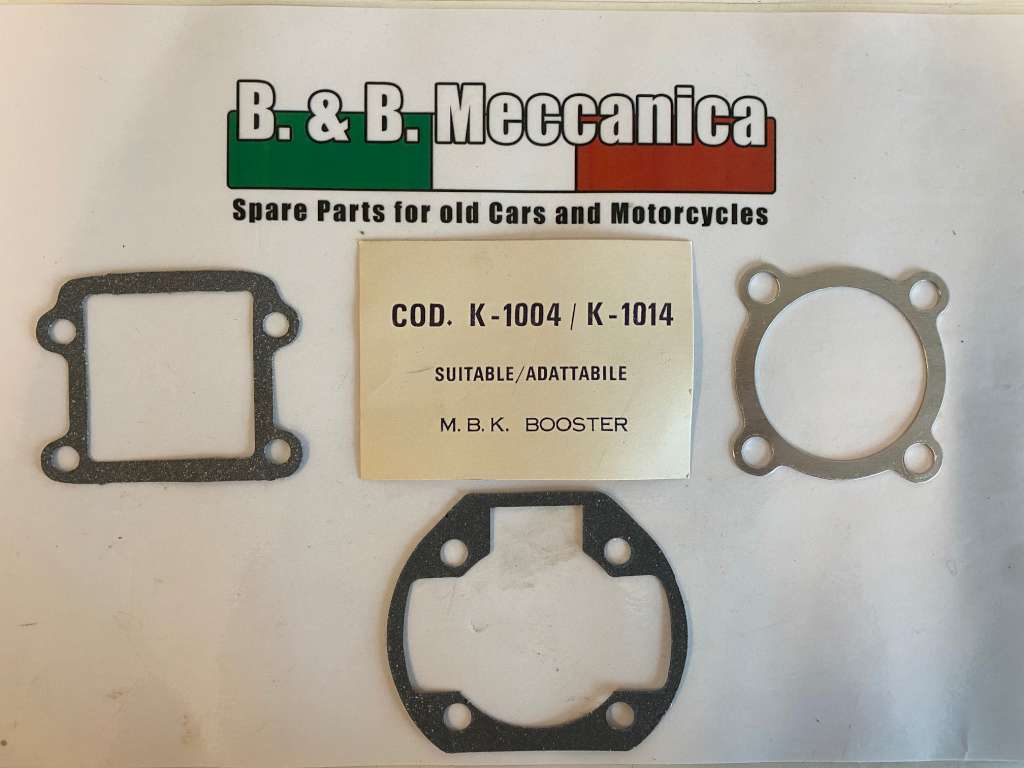 B. & B. Meccanica
Spare Parts for old Cars and Motorcycles
COD. K-1004 / K-1014
SUITABLE/ADATTABILE
M.B.K. BOOSTER